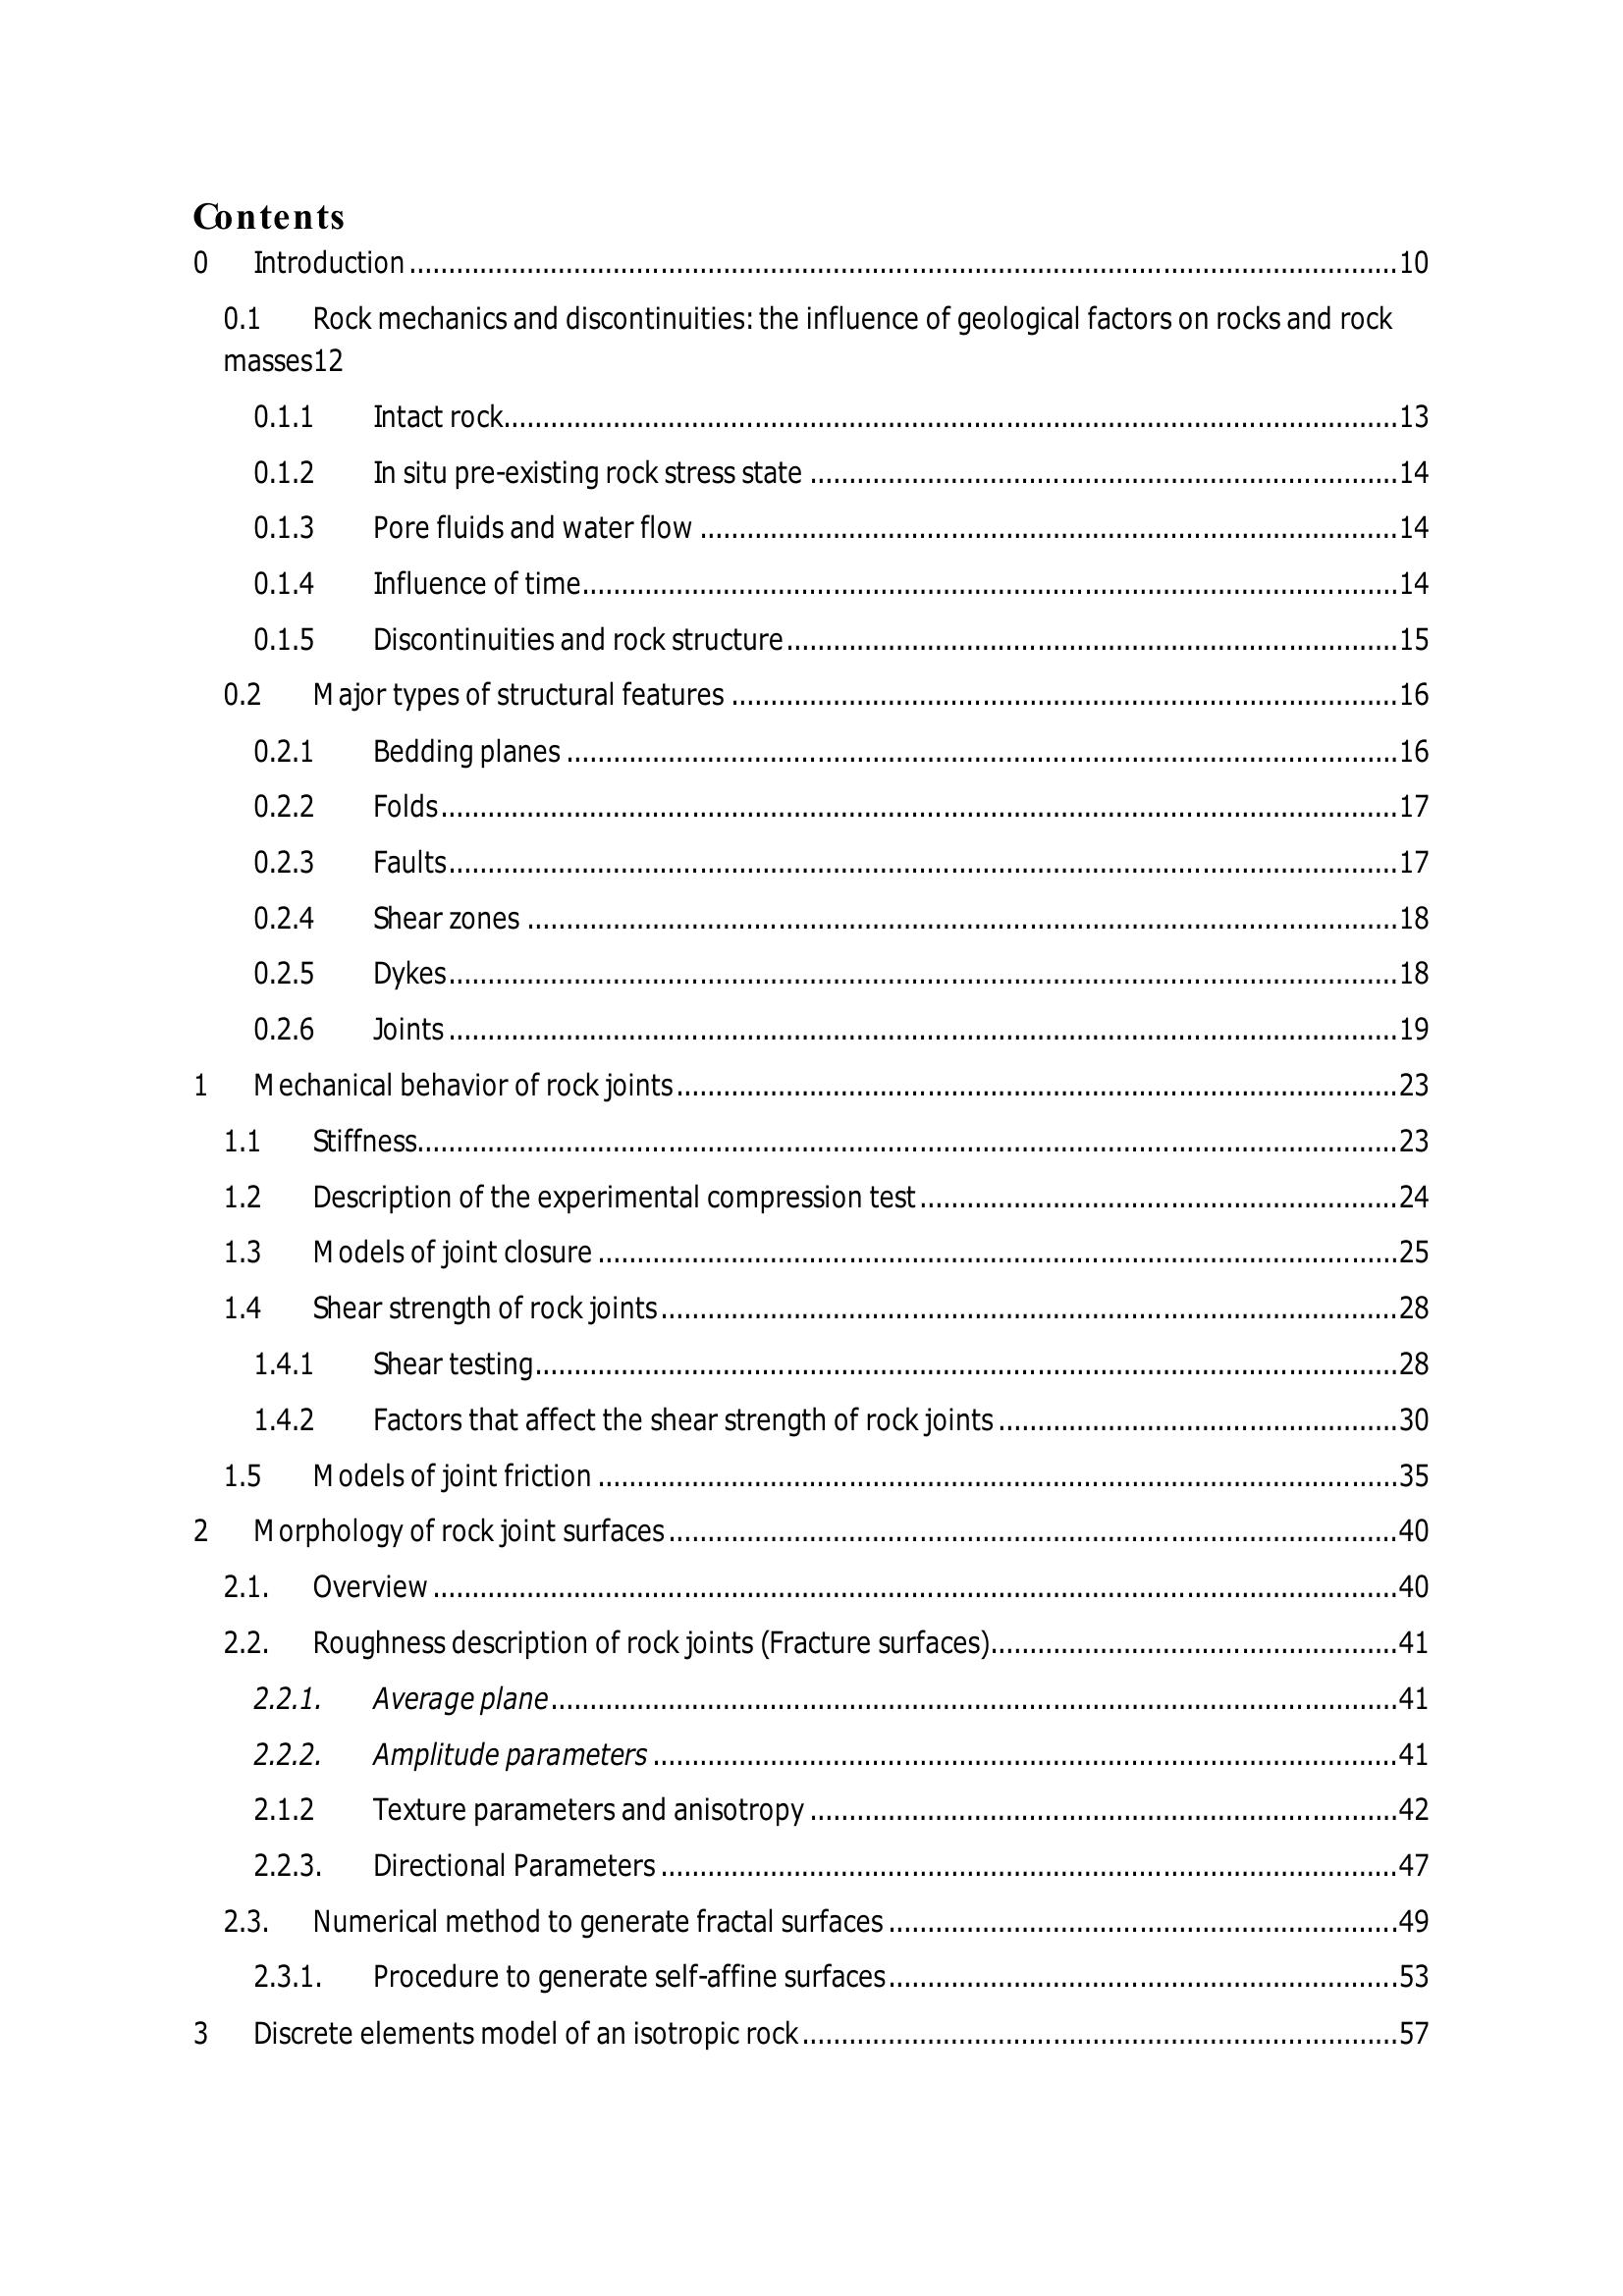 Contents
0 Introduction ........ 10
0.1 Rock mechanics and discontinuities: the influence of geological factors on rocks and rock
masses12
0.1.1 Intact rock ........ 13
0.1.2 In situ pre-existing rock stress state ........ 14
0.1.3 Pore fluids and water flow ........ 14
0.1.4 Influence of time ........ 14
0.1.5 Discontinuities and rock structure ........ 15
0.2 Major types of structural features ........ 16
0.2.1 Bedding planes ........ 16
0.2.2 Folds ........ 17
0.2.3 Faults ........ 17
0.2.4 Shear zones ........ 18
0.2.5 Dykes ........ 18
0.2.6 Joints ........ 19
1 Mechanical behavior of rock joints ........ 23
1.1 Stiffness ........ 23
1.2 Description of the experimental compression test ........ 24
1.3 Models of joint closure ........ 25
1.4 Shear strength of rock joints ........ 28
1.4.1 Shear testing ........ 28
1.4.2 Factors that affect the shear strength of rock joints ........ 30
1.5 Models of joint friction ........ 35
2 Morphology of rock joint surfaces ........ 40
2.1. Overview ........ 40
2.2. Roughness description of rock joints (Fracture surfaces) ........ 41
2.2.1. Average plane ........ 41
2.2.2. Amplitude parameters ........ 41
2.1.2 Texture parameters and anisotropy ........ 42
2.2.3. Directional Parameters ........ 47
2.3. Numerical method to generate fractal surfaces ........ 49
2.3.1. Procedure to generate self-affine surfaces ........ 53
3 Discrete elements model of an isotropic rock ........ 57